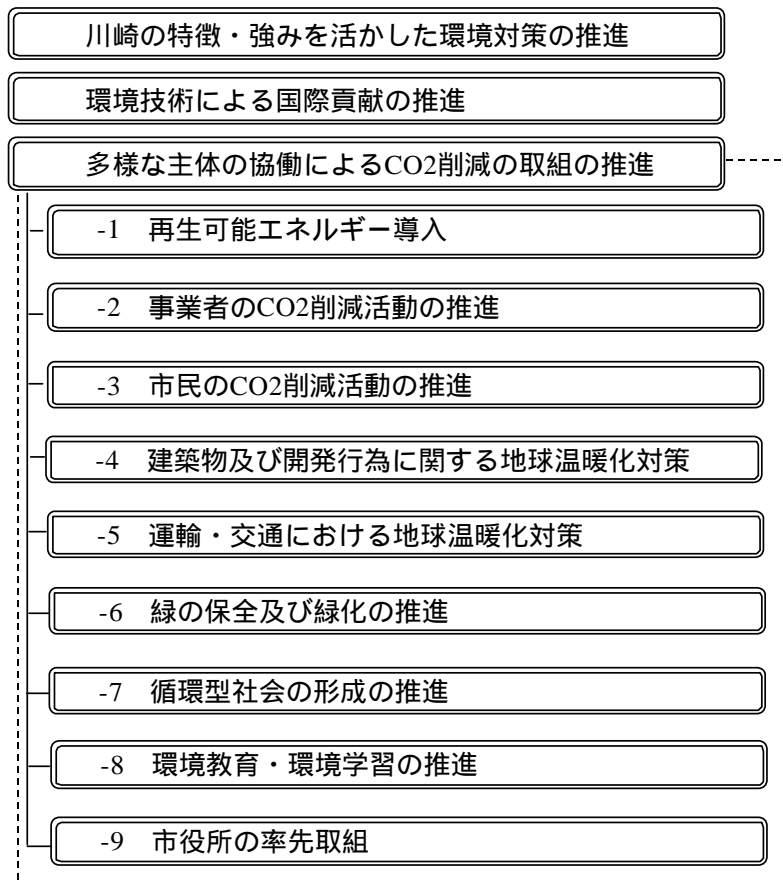 川崎の特徴・強みを活かした環境対策の推進
環境技術による国際貢献の推進
多様な主体の協働によるCO2削減の取組の推進
-1 再生可能エネルギー導入
-2 事業者のCO2削減活動の推進
-3 市民のCO2削減活動の推進
-4 建築物及び開発行為に関する地球温暖化対策
-5 運輸・交通における地球温暖化対策
-6 緑の保全及び緑化の推進
-7 循環型社会の形成の推進
-8 環境教育・環境学習の推進
-9 市役所の率先取組